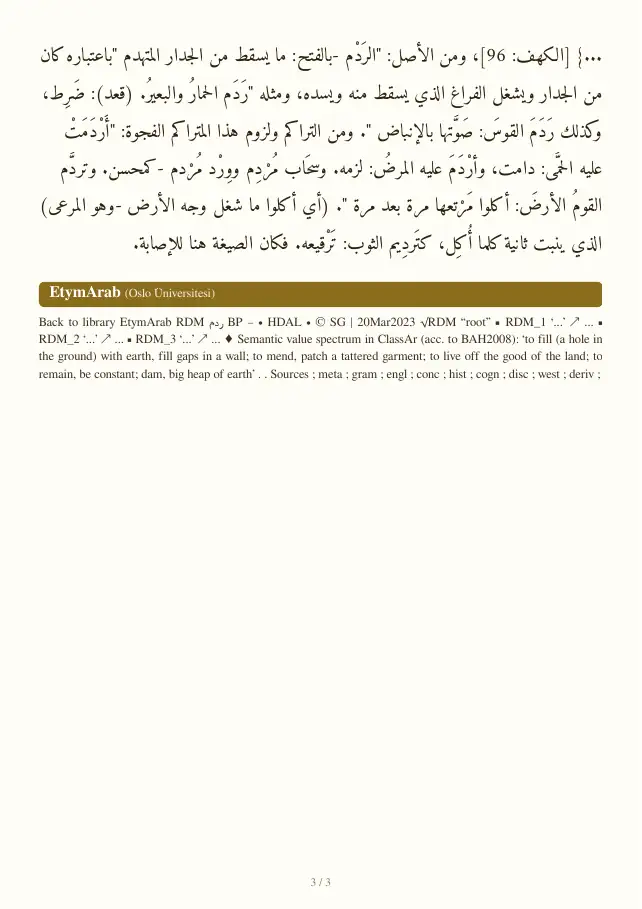 ...} [الكهف: 96]، ومن الأصل: "الرَدْم -بالفتح: ما يسقط من الجدار المتهدم "باعتباره كان
من الجدار ويشغل الفراغ الذي يسقط منه ويسده، ومثله "رَدَم الحمارُ والبعيرُ. (قعد): ضَرِط،
وكذلك رَدَمَ القوسَ: صَوَّتها بالإنباض ". ومن التراكم ولزوم هذا المتراكم الفجوة: "أَرْدَمَتْ
عليه الحمَّى: دامت، وأرْدَمَ عليه المرضُ: لزمه. وسحَاب مُرْدِم ووِرْد مُرْدم -كمحسن. وتردَّم
القومُ الأرضَ: أكلوا مَرْتعها مرة بعد مرة ". (أي أكلوا ما شغل وجه الأرض -وهو المرعى)
الذي ينبت ثانية كلما أُكِل، كتَردِيم الثوب: تَرْقيعه. فكان الصيغة هنا للإصابة.
EtymArab (Oslo Üniversitesi)
Back to library EtymArab RDM ردم BP – • HDAL • © SG | 20Mar2023 √RDM “root” ▪ RDM_1 ‘...’ ↗ ... ▪
RDM_2 ‘...’ ↗ ... ▪ RDM_3 ‘...’ ↗ ... ♦ Semantic value spectrum in ClassAr (acc. to BAH2008): ‘to fill (a hole in
the ground) with earth, fill gaps in a wall; to mend, patch a tattered garment; to live off the good of the land; to
remain, be constant; dam, big heap of earth’ . . Sources ; meta ; gram ; engl ; conc ; hist ; cogn ; disc ; west ; deriv ;
3 / 3